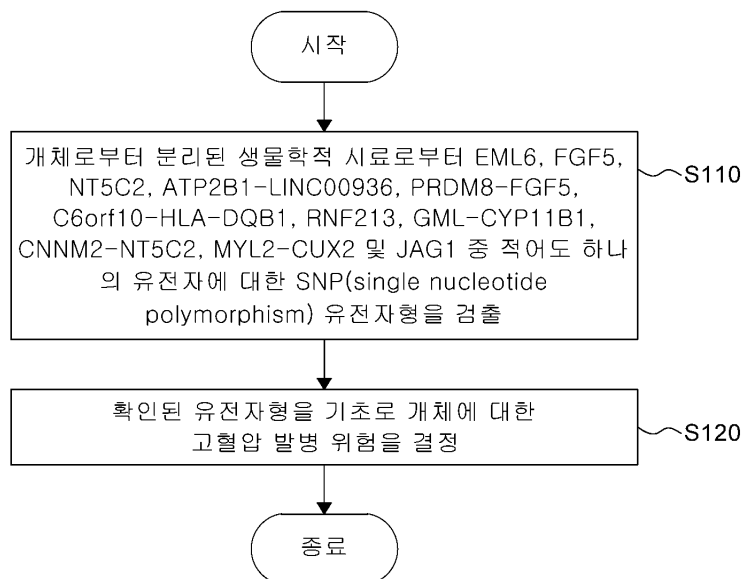 시작
개체로부터 분리된 생물학적 시료로부터 EML6, FGF5,
NT5C2, ATP2B1-LINC00936, PRDM8-FGF5,
C6orf10-HLA-DQB1, RNF213, GML-CYP11B1,
CNNM2-NT5C2, MYL2-CUX2 및 JAG1 중 적어도 하나
의 유전자에 대한 SNP(single nucleotide
polymorphism) 유전자형을 검출
S110
확인된 유전자형을 기초로 개체에 대한
고혈압 발병 위험을 결정
S120
종료